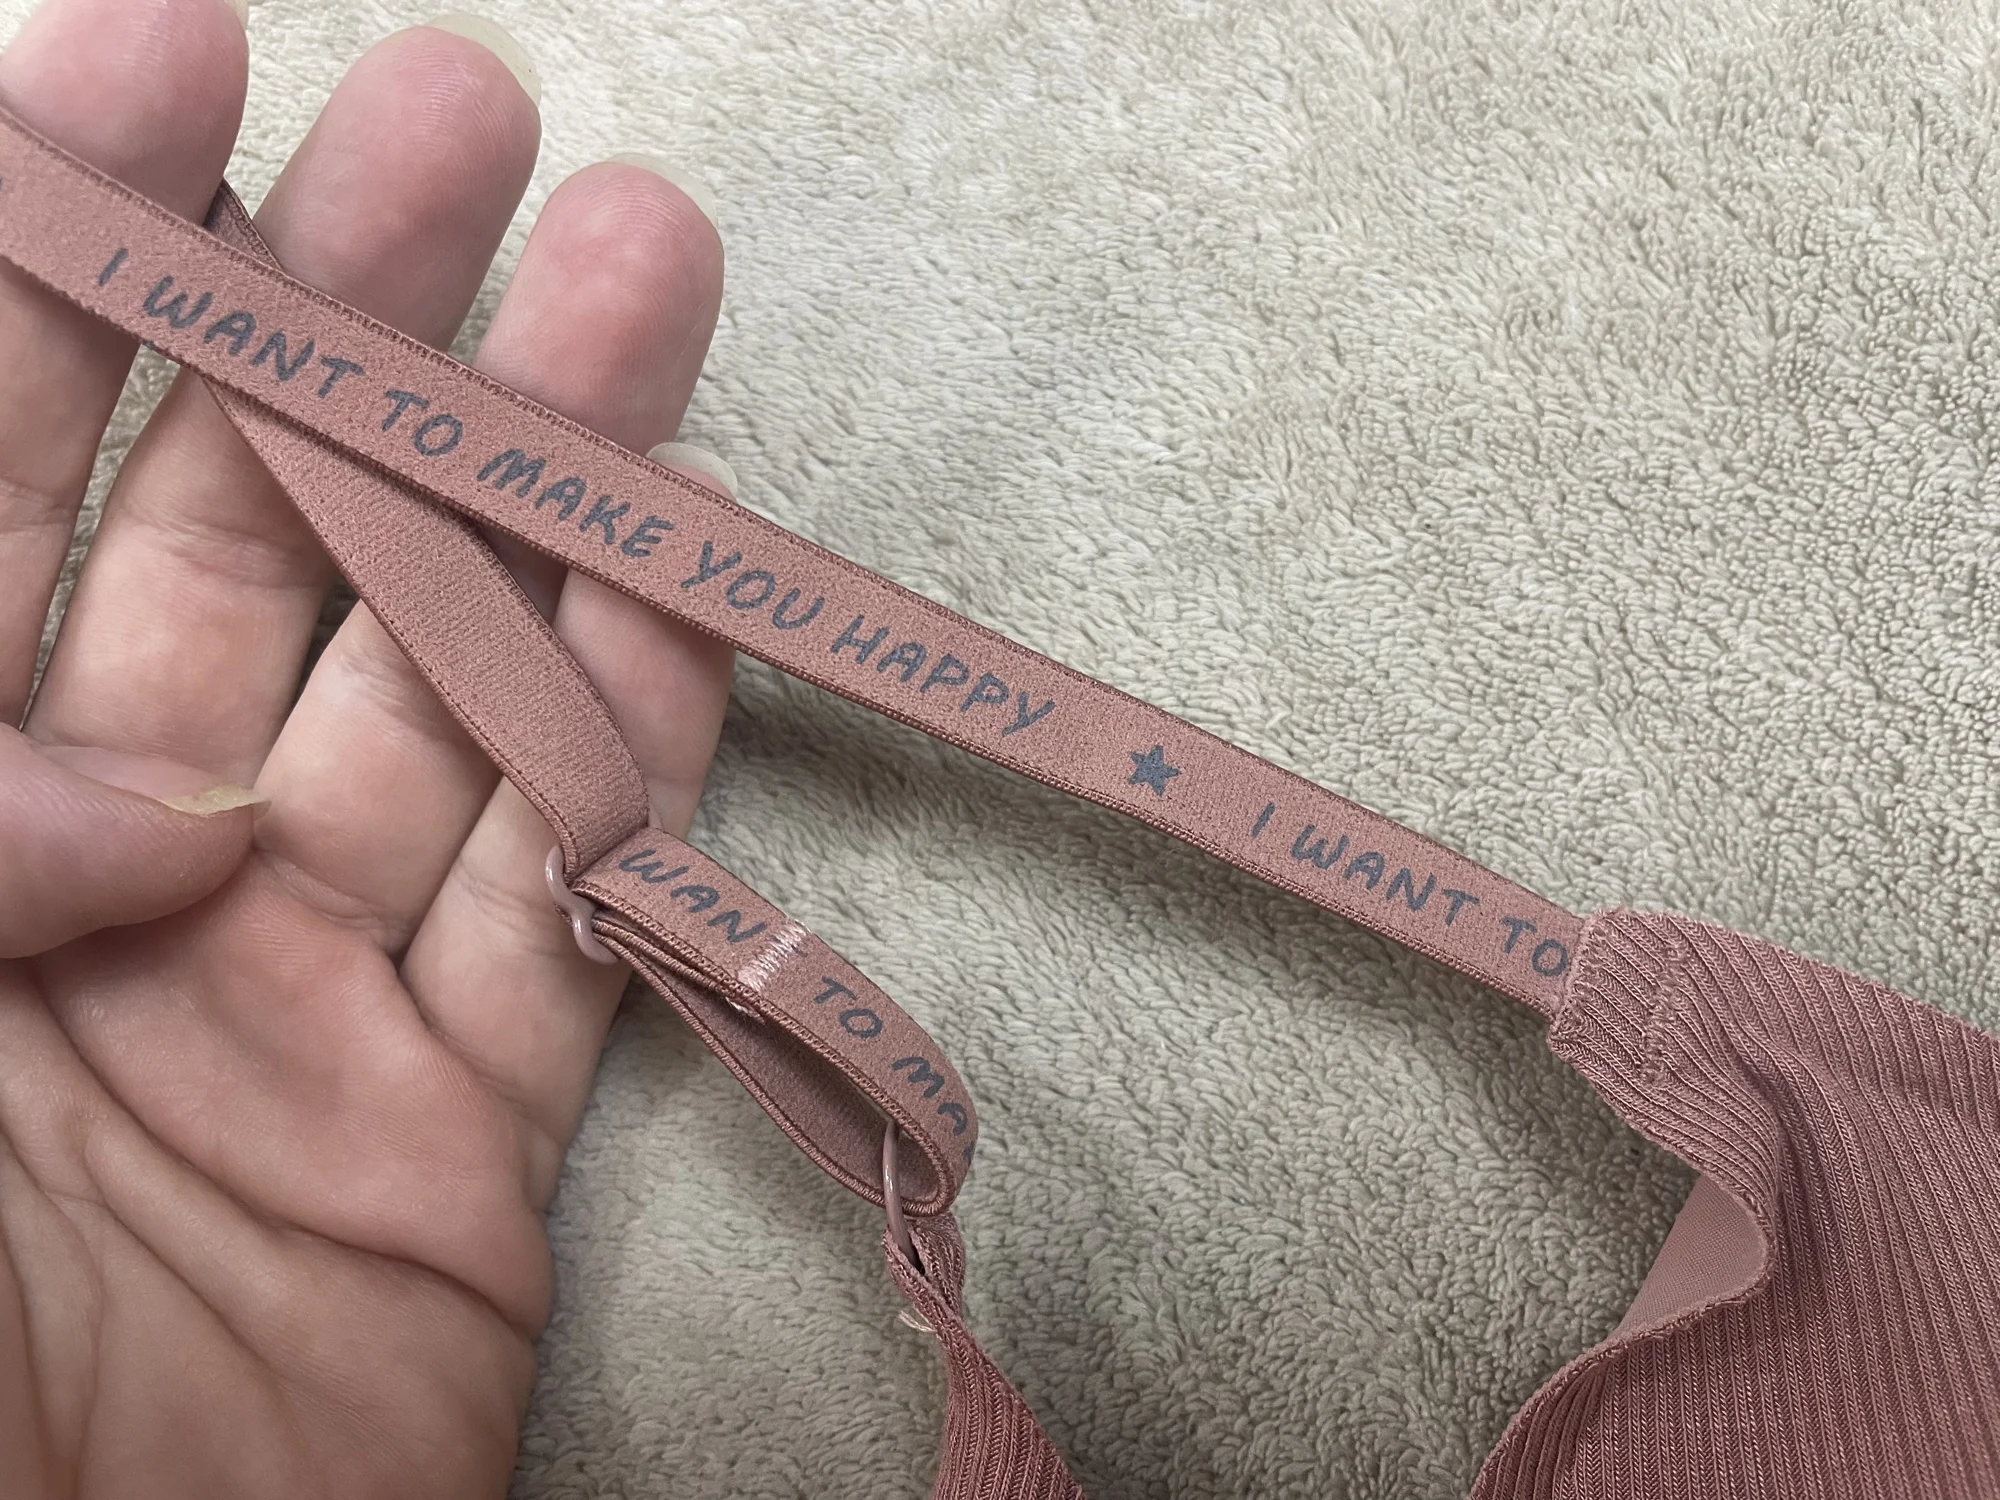 I WANT TO MAKE YOU HAPPY ★ I WANT TO
WANT TO MA